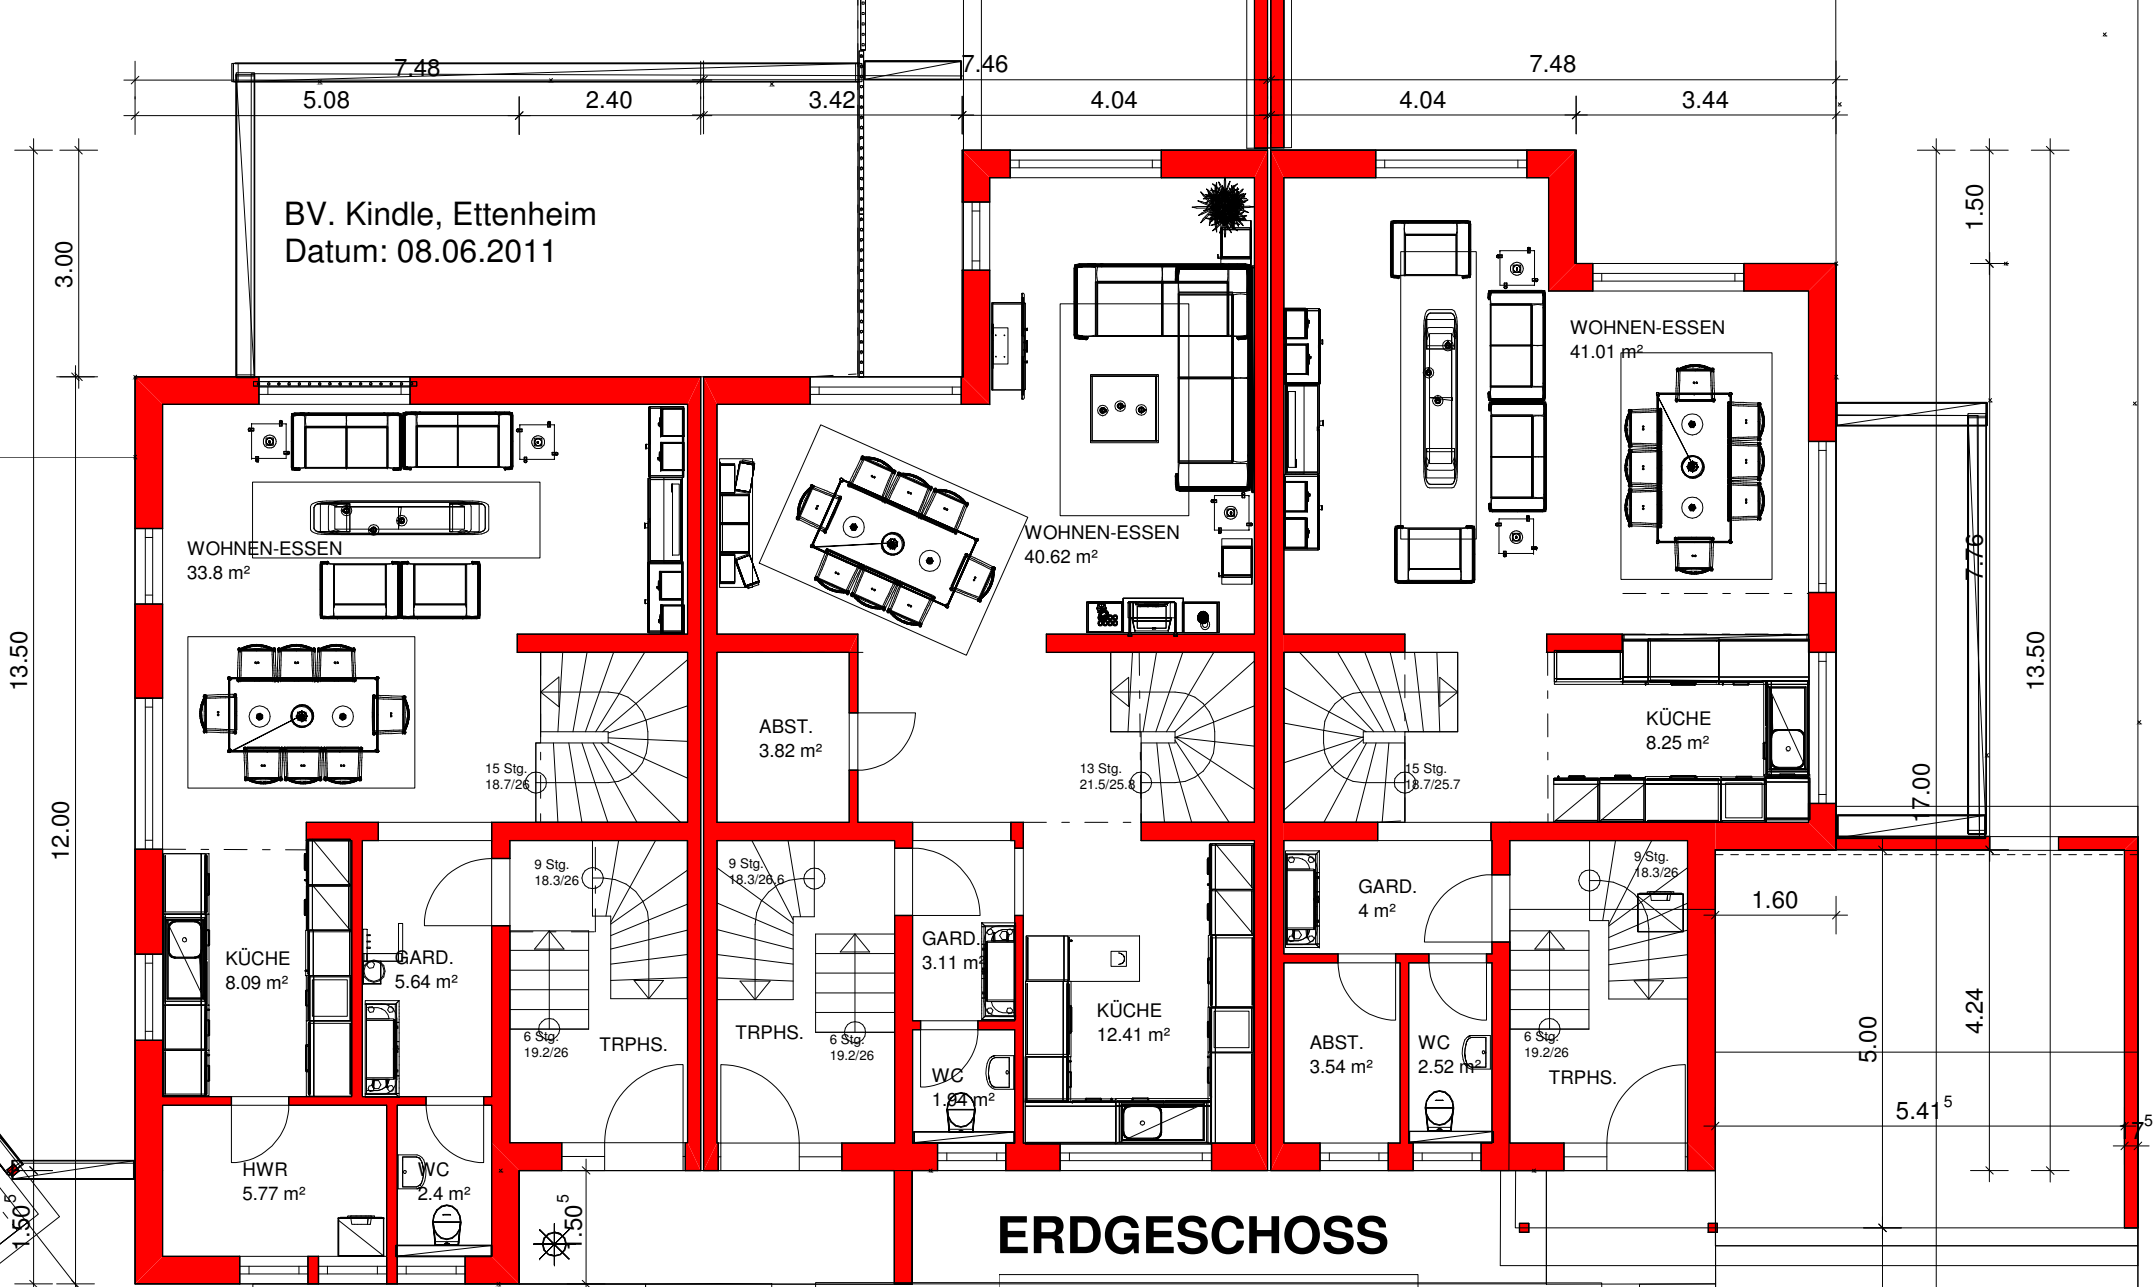 7.48
7.46
7.48
5.08
2.40
3.42
4.04
4.04
3.44
BV. Kindle, Ettenheim
Datum: 08.06.2011
3.00
1.50
WOHNEN-ESSEN
41.01 m²
WOHNEN-ESSEN
40.62 m²
WOHNEN-ESSEN
33.8 m²
7.76
13.50
13.50
ABST.
3.82 m²
KÜCHE
8.25 m²
15 Stg.
18.7/26
13 Stg.
21.5/25.8
15 Stg.
18.7/25.7
12.00
9 Stg.
18.3/26
9 Stg.
18.3/26.6
9 Stg.
18.3/26
GARD.
4 m²
1.60
KÜCHE
8.09 m²
GARD.
5.64 m²
GARD.
3.11 m²
KÜCHE
12.41 m²
4.24
5.00
6 Stg.
19.2/26
TRPHS.
TRPHS.
6 Stg.
19.2/26
ABST.
3.54 m²
WC
2.52 m²
6 Stg.
19.2/26
TRPHS.
WC
1.94 m²
5.41⁵
HWR
5.77 m²
WC
2.4 m²
1.50⁵
1.50⁵
ERDGESCHOSS